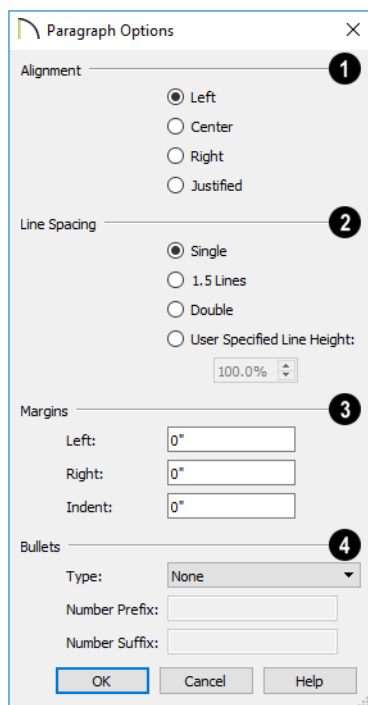 Paragraph Options
Alignment 1
Left
Center
Right
Justified
Line Spacing 2
Single
1.5 Lines
Double
User Specified Line Height:
100.0%
Margins 3
Left: 0"
Right: 0"
Indent: 0"
Bullets 4
Type: None
Number Prefix:
Number Suffix:
OK Cancel Help